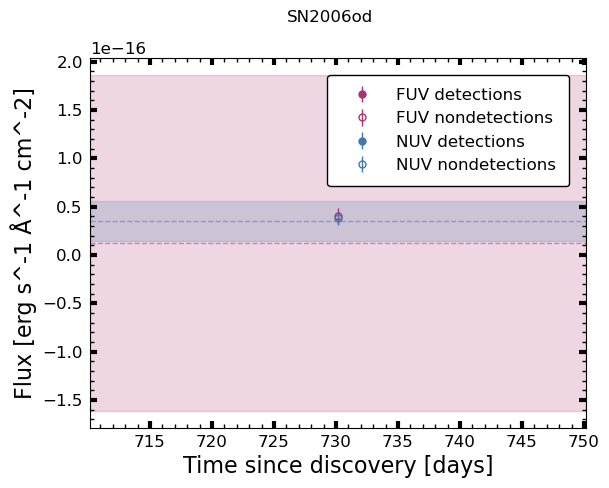 SN2006od
1e−16
2.0
1.5
1.0
0.5
0.0
−0.5
−1.0
−1.5
Flux [erg s^-1 Å^-1 cm^-2]
FUV detections
FUV nondetections
NUV detections
NUV nondetections
715 720 725 730 735 740 745 750
Time since discovery [days]